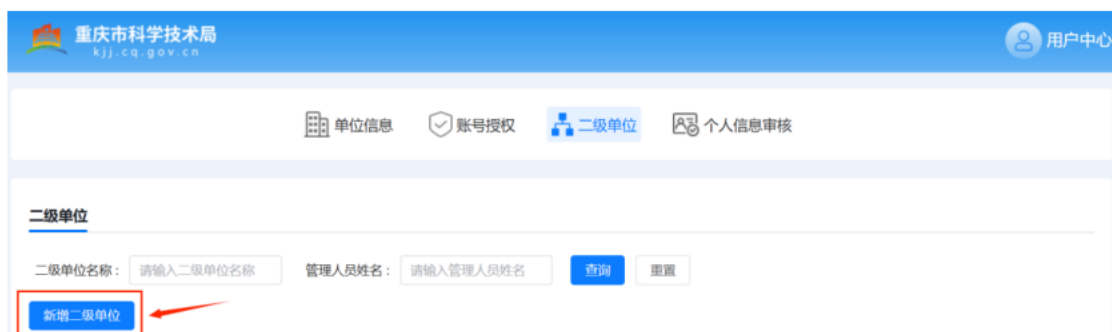 重庆市科学技术局
kjj.cq.gov.cn
用户中心
单位信息 账号授权 二级单位 个人信息审核
二级单位
二级单位名称： 请输入二级单位名称 管理人员姓名： 请输入管理人员姓名 查询 重置
新增二级单位